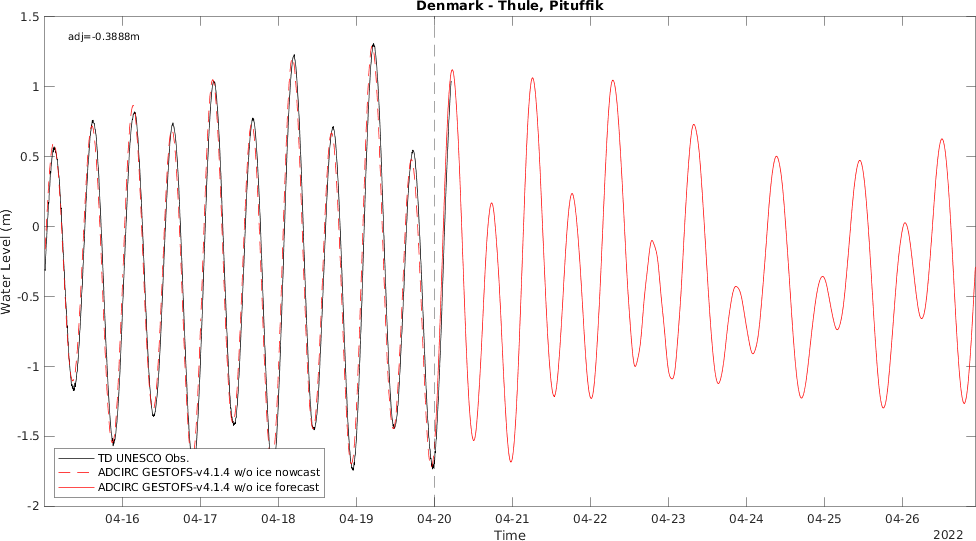 Denmark - Thule, Pituffik
adj=-0.3888m
1.5
1
0.5
0
-0.5
-1
-1.5
-2
Water Level (m)
TD UNESCO Obs.
ADCIRC GESTOFS-v4.1.4 w/o ice nowcast
ADCIRC GESTOFS-v4.1.4 w/o ice forecast
04-16 04-17 04-18 04-19 04-20 04-21 04-22 04-23 04-24 04-25 04-26
Time
2022